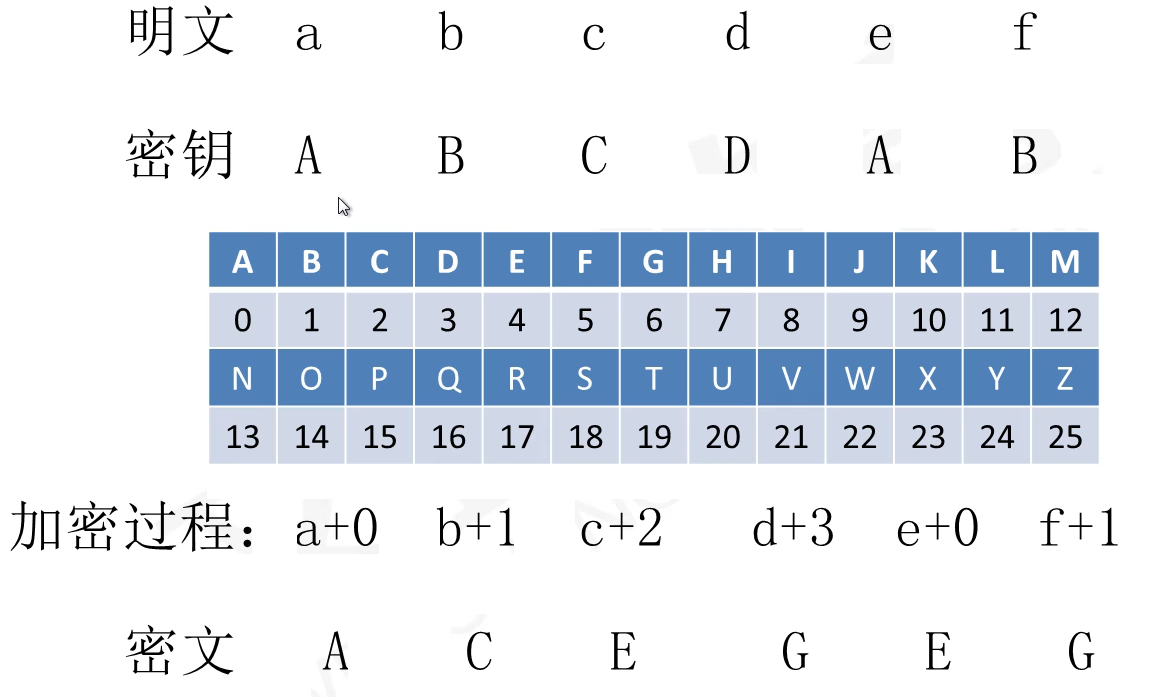 明文 a b c d e f
密钥 A B C D A B
A B C D E F G H I J K L M
0 1 2 3 4 5 6 7 8 9 10 11 12
N O P Q R S T U V W X Y Z
13 14 15 16 17 18 19 20 21 22 23 24 25
加密过程: a+0 b+1 c+2 d+3 e+0 f+1
密文 A C E G E G